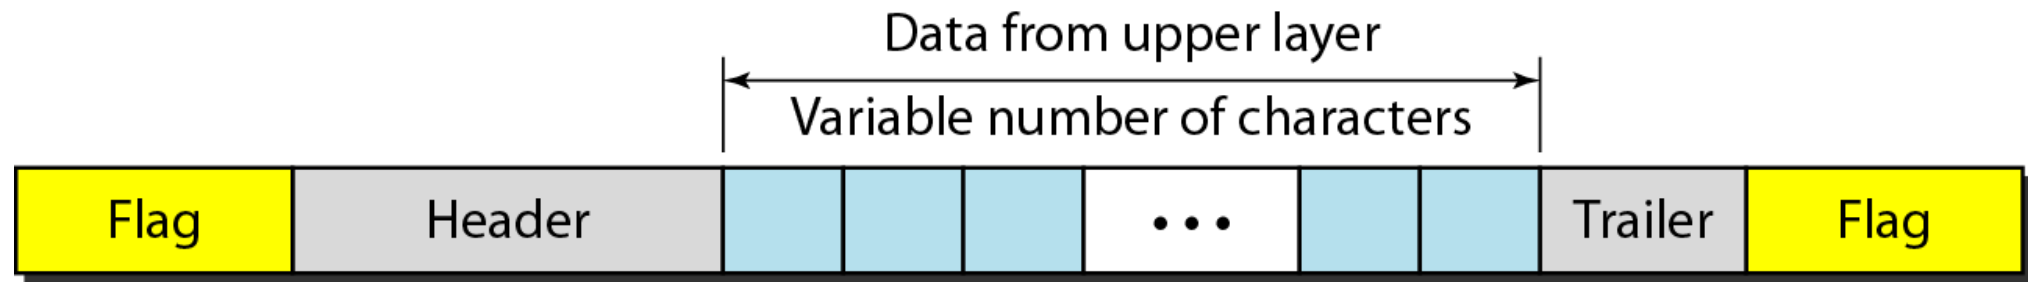 Data from upper layer
Variable number of characters
Flag Header ••• Trailer Flag